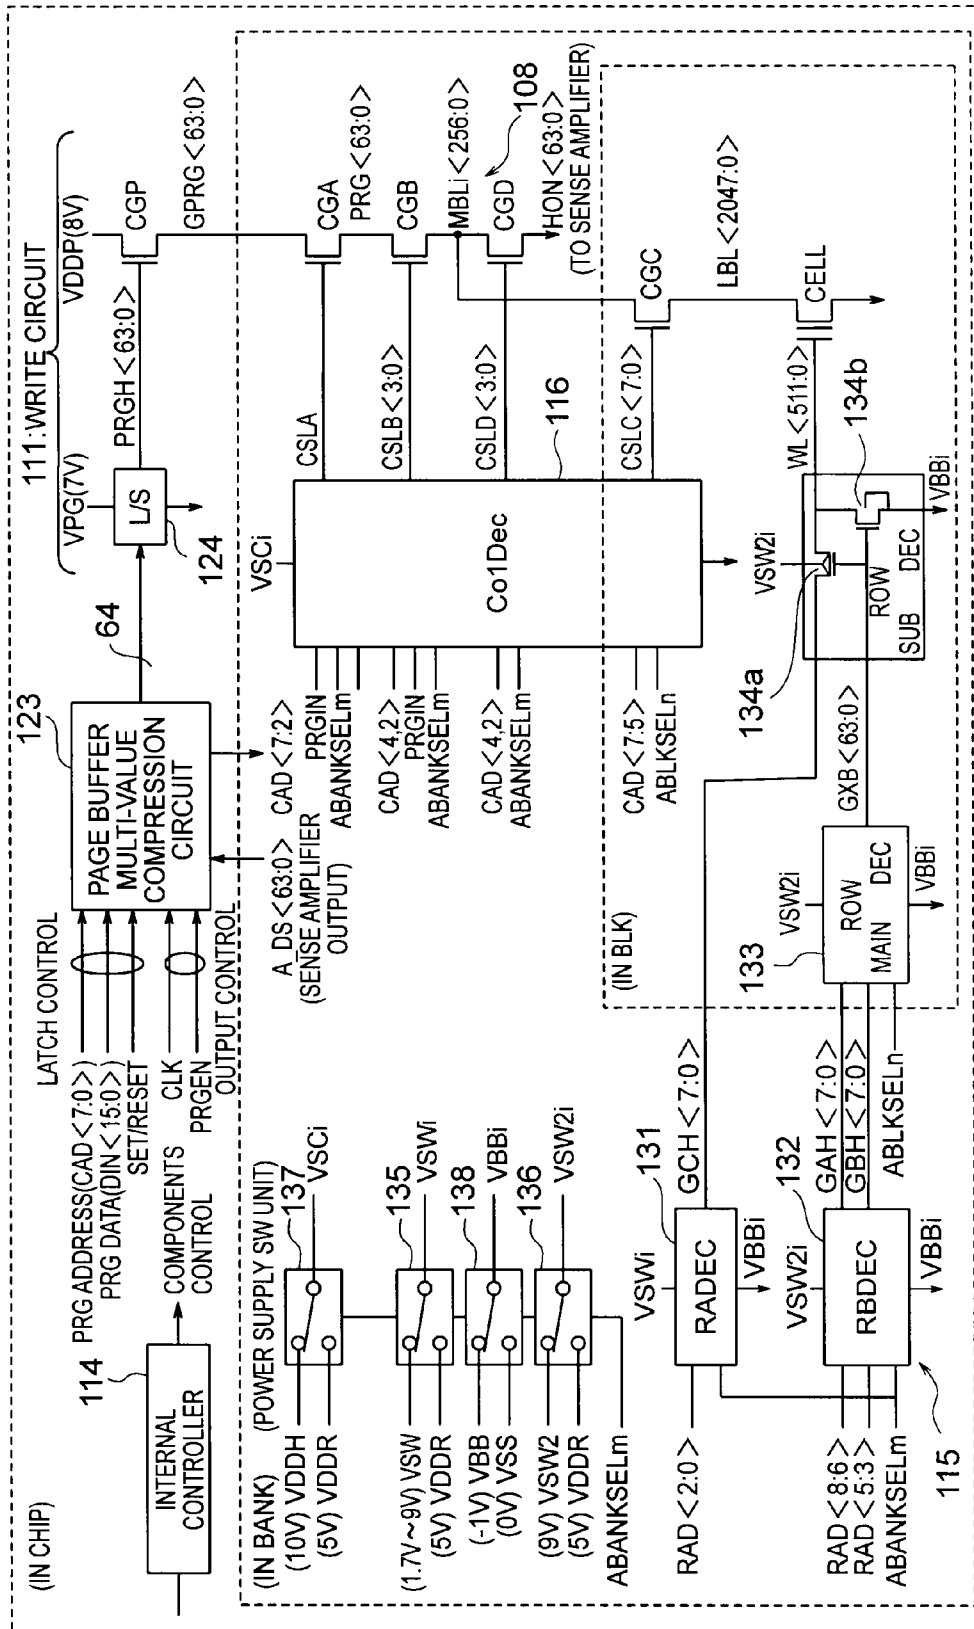 (IN CHIP)
114
INTERNAL
CONTROLLER
COMPONENTS
CONTROL
LATCH CONTROL
PRG ADDRESS(CAD<7:0>)
PRG DATA(DIN<15:0>)
SET/RESET
CLK
PRGEN
OUTPUT CONTROL
123
PAGE BUFFER
MULTI-VALUE
COMPRESSION
CIRCUIT
A_DS<63:0>
(SENSE AMPLIFIER
OUTPUT)
64
111:WRITE CIRCUIT
VPG(7V)
VDDP(8V)
L/S
124
PRGH<63:0>
CGP
GPRG<63:0>
(IN BANK)
(POWER SUPPLY SW UNIT)
(10V) VDDH
(5V) VDDR
137
VSCi
(1.7V~9V) VSW
(5V) VDDR
135
VSWi
(-1V) VBB
(0V) VSS
138
VBBi
(9V) VSW2
(5V) VDDR
136
VSW2i
ABANKSELm
CAD<7:2>
PRGIN
ABANKSELm
CAD<4,2>
PRGIN
ABANKSELm
CAD<4,2>
ABANKSELm
CAD<7:5>
ABLKSELn
VSCi
Co1Dec
116
CSLA
CSLB<3:0>
CSLD<3:0>
CSLC<7:0>
CGA
PRG<63:0>
CGB
MBLi<256:0>
108
CGD
HON<63:0>
(TO SENSE AMPLIFIER)
(IN BLK)
CGC
LBL<2047:0>
CELL
WL<511:0>
RAD<2:0>
VSWi
131
RADEC
VBBi
GCH<7:0>
RAD<8:6>
RAD<5:3>
ABANKSELm
115
VSW2i
132
RBDEC
VBBi
GAH<7:0>
GBH<7:0>
ABLKSELn
133
VSW2i
ROW
MAIN DEC
VBBi
GXB<63:0>
134a
VSW2i
ROW
SUB DEC
134b
VBBi